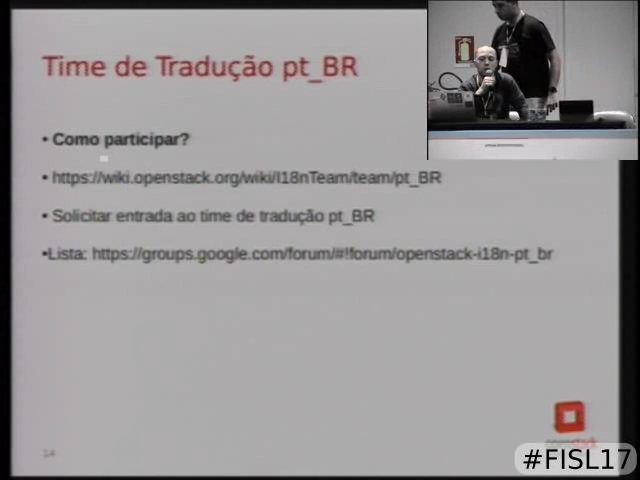 Time de Tradução pt_BR
• Como participar?
• https://wiki.openstack.org/wiki/I18nTeam/team/pt_BR
• Solicitar entrada ao time de tradução pt_BR
•Lista: https://groups.google.com/forum/#!forum/openstack-i18n-pt_br
14
#FISL17